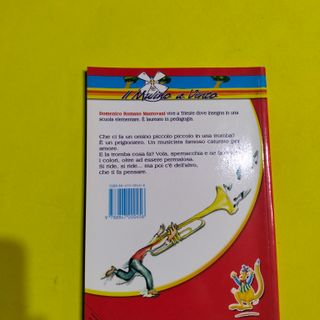 Il Mulino a Vento
Domenico Romano Mantovani vive a Trieste dove insegna in una
scuola elementare. È laureato in pedagogia.
Che ci fa un omino piccolo piccolo in una tromba?
È un prigioniero. Un musicista famoso catturato per
amore.
E la tromba cosa fa? Vola, spernacchia e ne fa
i colori, oltre ad essere permalosa.
Si ride, si ride... ma poi c'è dell'altro,
che ti fa pensare.